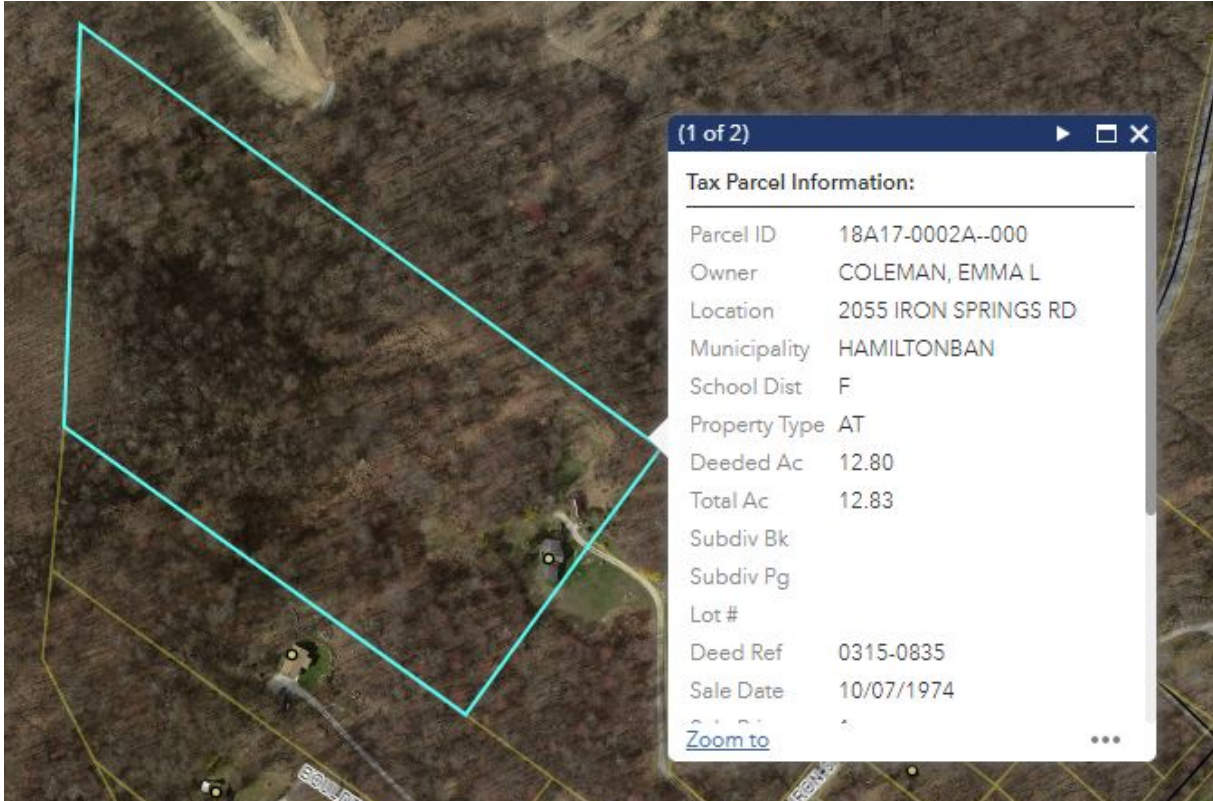 (1 of 2)
Tax Parcel Information:
Parcel ID 18A17-0002A--000
Owner COLEMAN, EMMA L
Location 2055 IRON SPRINGS RD
Municipality HAMILTONBAN
School Dist F
Property Type AT
Deeded Ac 12.80
Total Ac 12.83
Subdiv Bk
Subdiv Pg
Lot #
Deed Ref 0315-0835
Sale Date 10/07/1974
Zoom to